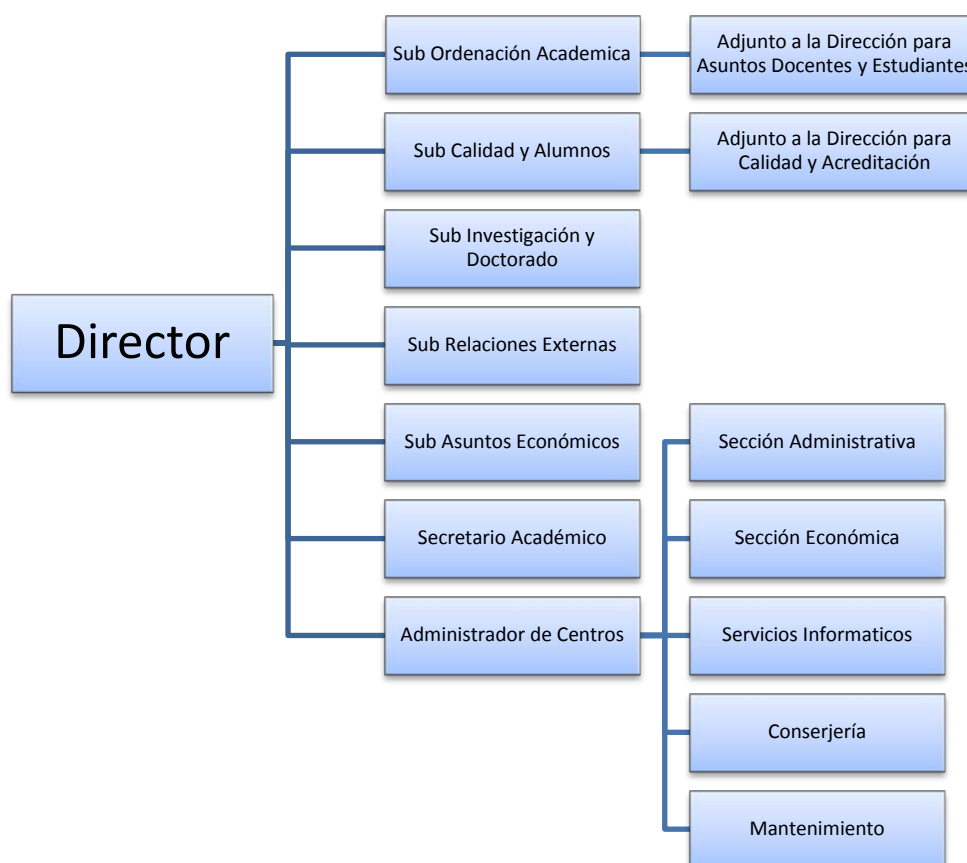 Director
Sub Ordenación Academica
Adjunto a la Dirección para
Asuntos Docentes y Estudiantes
Sub Calidad y Alumnos
Adjunto a la Dirección para
Calidad y Acreditación
Sub Investigación y
Doctorado
Sub Relaciones Externas
Sub Asuntos Económicos
Secretario Académico
Administrador de Centros
Sección Administrativa
Sección Económica
Servicios Informaticos
Conserjería
Mantenimiento